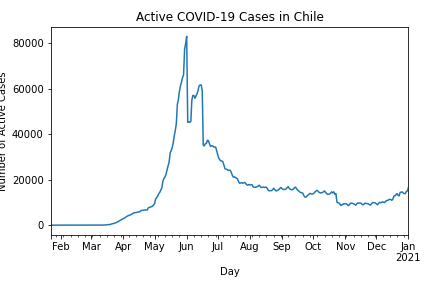 Active COVID-19 Cases in Chile
Number of Active Cases
80000
60000
40000
20000
0
Feb Mar Apr May Jun Jul Aug Sep Oct Nov Dec Jan
2021
Day